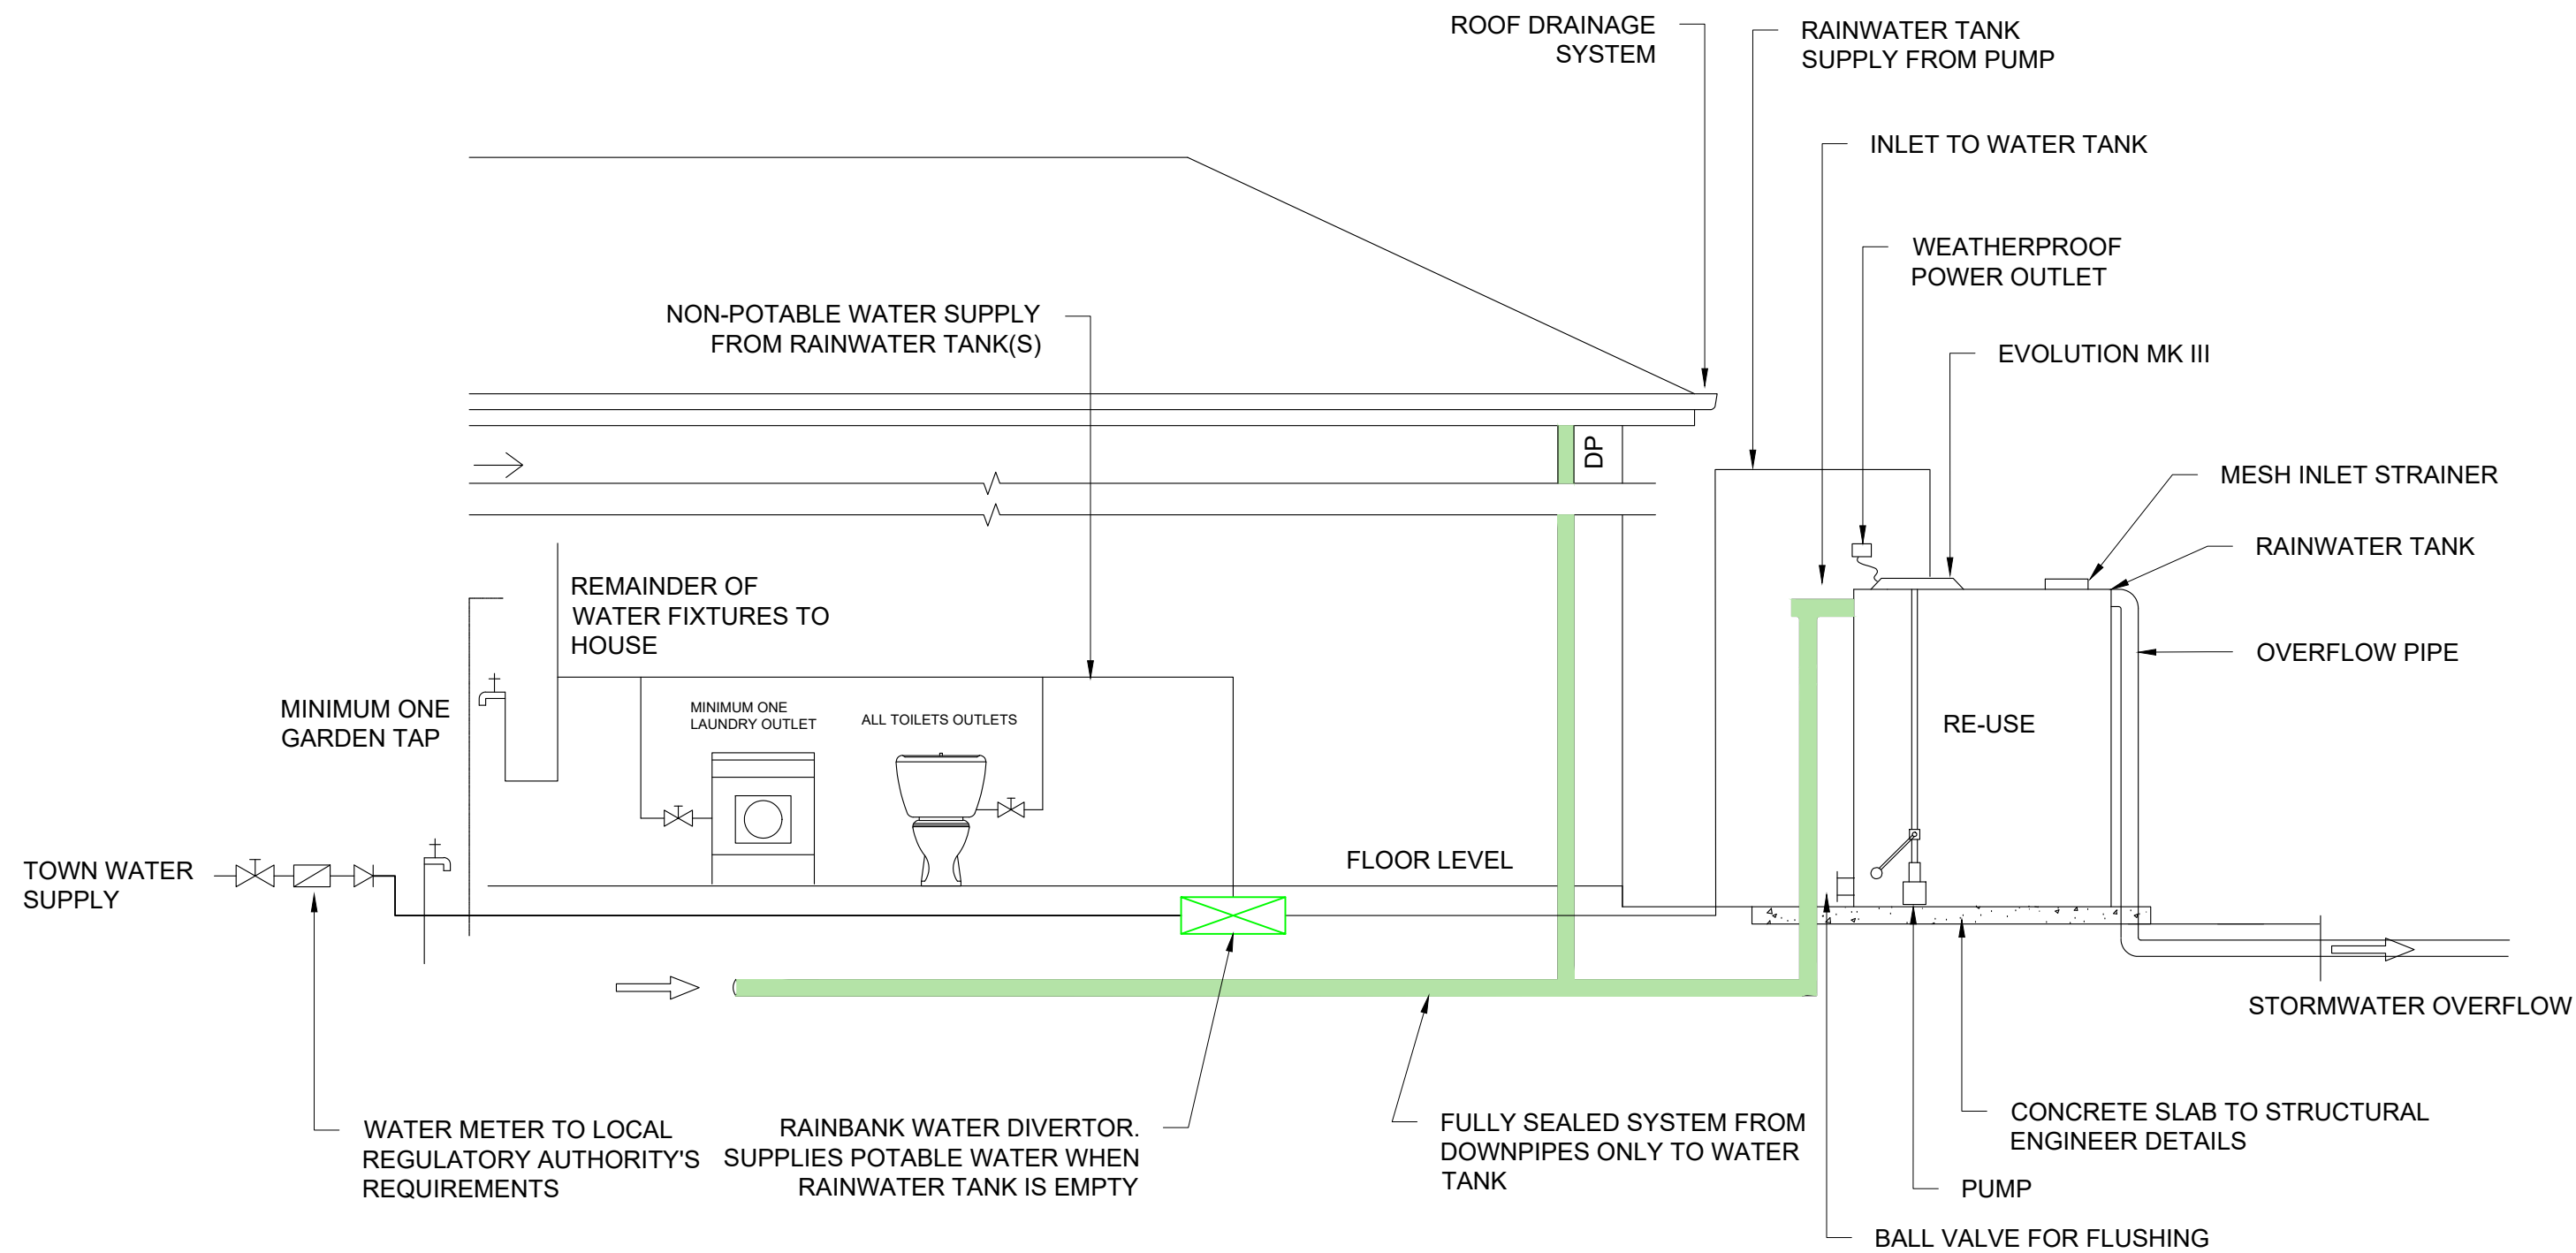 ROOF DRAINAGE
SYSTEM
RAINWATER TANK
SUPPLY FROM PUMP
INLET TO WATER TANK
WEATHERPROOF
POWER OUTLET
NON-POTABLE WATER SUPPLY
FROM RAINWATER TANK(S)
EVOLUTION MK III
DP
MESH INLET STRAINER
RAINWATER TANK
REMAINDER OF
WATER FIXTURES TO
HOUSE
OVERFLOW PIPE
MINIMUM ONE
GARDEN TAP
MINIMUM ONE
LAUNDRY OUTLET
ALL TOILETS OUTLETS
RE-USE
FLOOR LEVEL
TOWN WATER
SUPPLY
STORMWATER OVERFLOW
WATER METER TO LOCAL
REGULATORY AUTHORITY'S
REQUIREMENTS
RAINBANK WATER DIVERTOR.
SUPPLIES POTABLE WATER WHEN
RAINWATER TANK IS EMPTY
FULLY SEALED SYSTEM FROM
DOWNPIPES ONLY TO WATER
TANK
CONCRETE SLAB TO STRUCTURAL
ENGINEER DETAILS
PUMP
BALL VALVE FOR FLUSHING